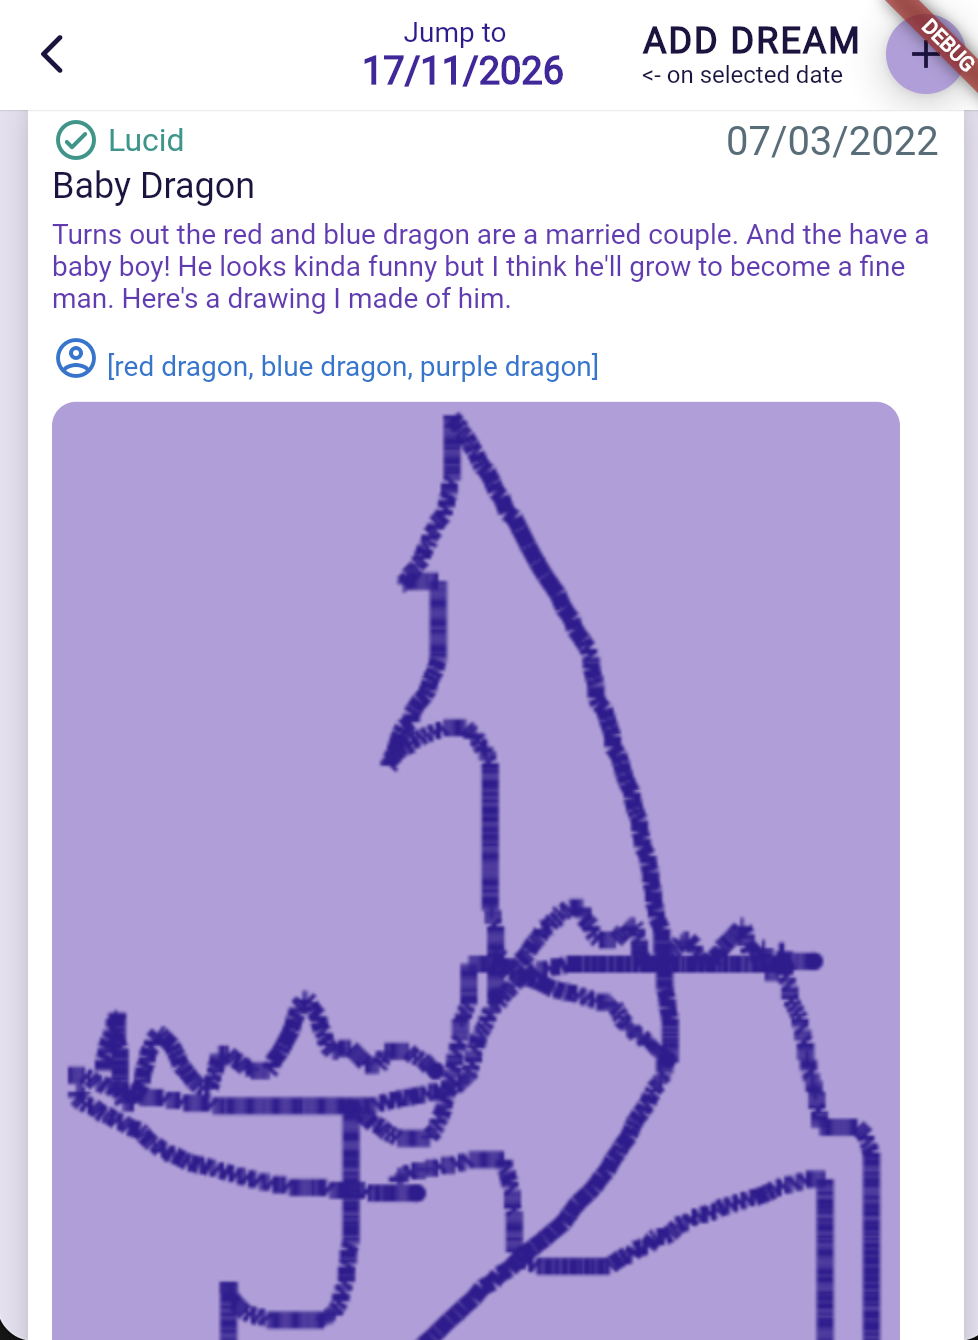 Jump to
17/11/2026
ADD DREAM
<- on selected date
+
DEBUG
Lucid
07/03/2022
Baby Dragon
Turns out the red and blue dragon are a married couple. And the have a
baby boy! He looks kinda funny but I think he'll grow to become a fine
man. Here's a drawing I made of him.
[red dragon, blue dragon, purple dragon]